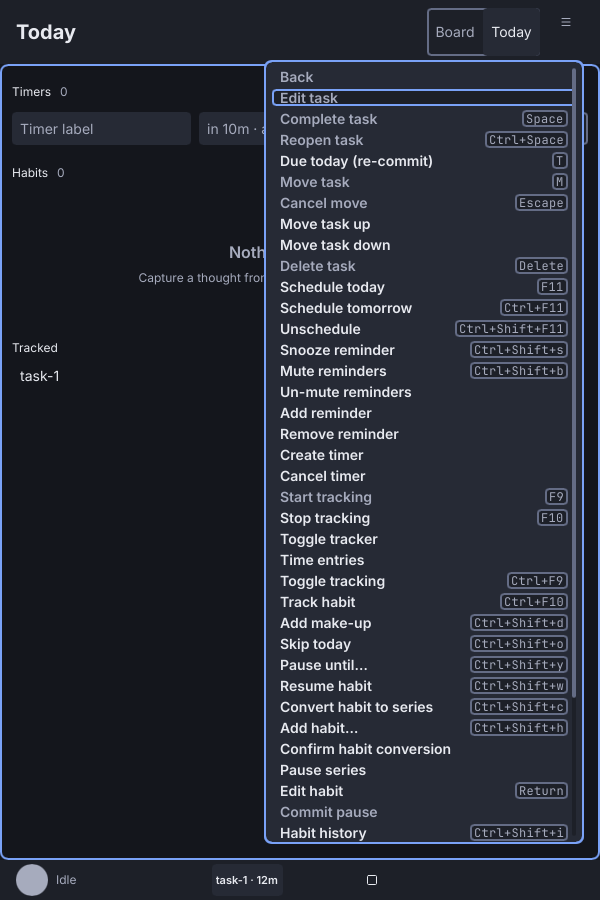 Today
Board
Today
Timers 0
Timer label
in 10m ·
Habits 0
Noth
Capture a thought from
Tracked
task-1
Back
Edit task
Complete task Space
Reopen task Ctrl+Space
Due today (re-commit) T
Move task M
Cancel move Escape
Move task up
Move task down
Delete task Delete
Schedule today F11
Schedule tomorrow Ctrl+F11
Unschedule Ctrl+Shift+F11
Snooze reminder Ctrl+Shift+s
Mute reminders Ctrl+Shift+b
Un-mute reminders
Add reminder
Remove reminder
Create timer
Cancel timer
Start tracking F9
Stop tracking F10
Toggle tracker
Time entries
Toggle tracking Ctrl+F9
Track habit Ctrl+F10
Add make-up Ctrl+Shift+d
Skip today Ctrl+Shift+o
Pause until… Ctrl+Shift+y
Resume habit Ctrl+Shift+w
Convert habit to series Ctrl+Shift+c
Add habit… Ctrl+Shift+h
Confirm habit conversion
Pause series
Edit habit Return
Commit pause
Habit history Ctrl+Shift+i
Idle
task-1 · 12m